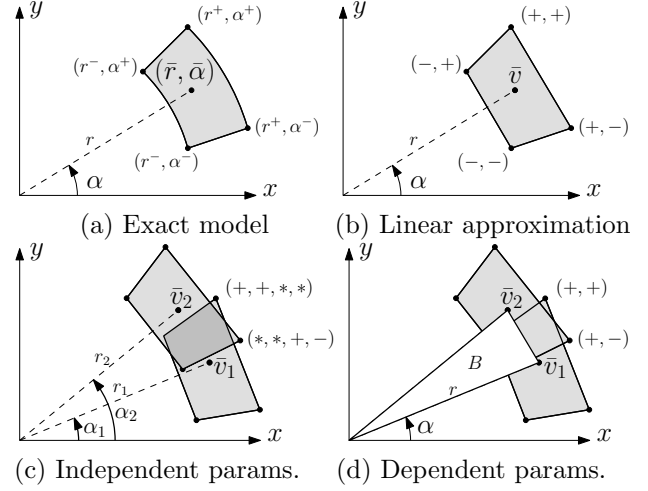 y
(r⁺, α⁺)
(r⁻, α⁺)
(r̄, ᾱ)
r
(r⁺, α⁻)
(r⁻, α⁻)
α
x
(a) Exact model
y
(+, +)
(−, +)
v̄
r
(+, −)
(−, −)
α
x
(b) Linear approximation
y
(+, +, ∗, ∗)
v̄₂
(∗, ∗, +, −)
r₂
v̄₁
r₁
α₂
α₁
x
(c) Independent params.
y
(+, +)
v̄₂
(+, −)
B
v̄₁
r
α
x
(d) Dependent params.